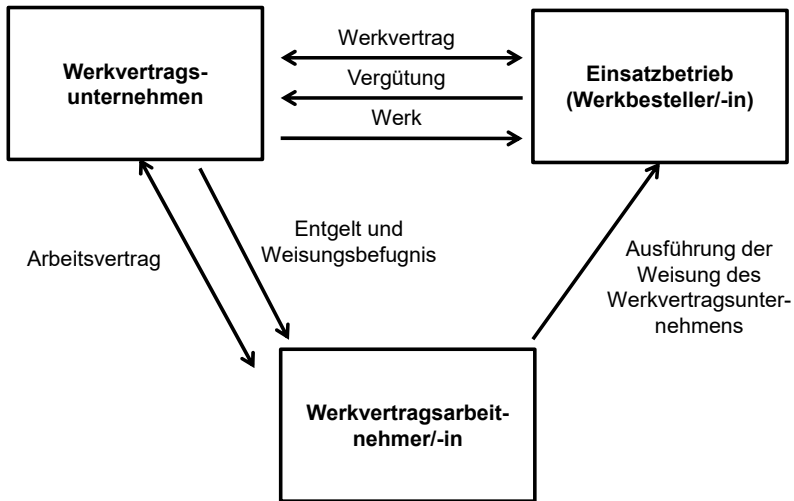 Werkvertrags-
unternehmen
Werkvertrag
Vergütung
Werk
Einsatzbetrieb
(Werkbesteller/-in)
Arbeitsvertrag
Entgelt und
Weisungsbefugnis
Ausführung der
Weisung des
Werkvertragsunter-
nehmens
Werkvertragsarbeit-
nehmer/-in